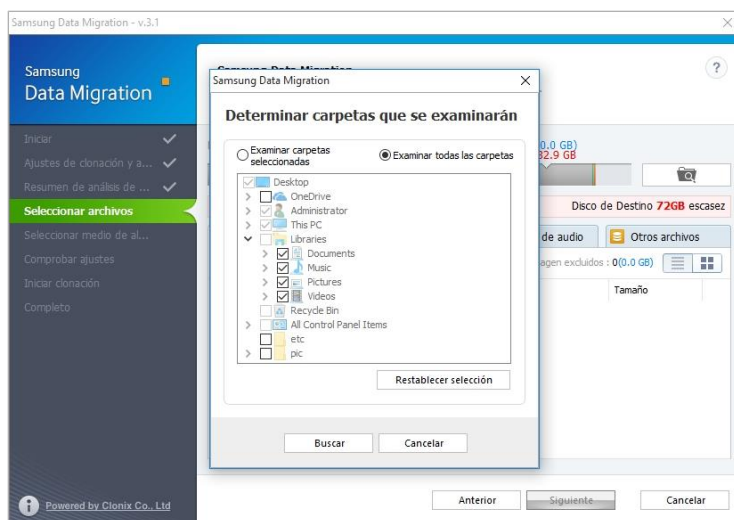 Samsung Data Migration - v.3.1
Samsung
Data Migration
Iniciar
Ajustes de clonación y a...
Resumen de análisis de ...
Seleccionar archivos
Seleccionar medio de al...
Comprobar ajustes
Iniciar clonación
Completo
Powered by Clonix Co., Ltd
Samsung Data Migration
?
Samsung Data Migration
Determinar carpetas que se examinarán
Examinar carpetas
seleccionadas
Examinar todas las carpetas
Desktop
OneDrive
Administrator
This PC
Libraries
Documents
Music
Pictures
Videos
Recycle Bin
All Control Panel Items
etc
pic
Restablecer selección
Buscar
Cancelar
0.0 GB)
32.9 GB
Disco de Destino 72GB escasez
de audio
Otros archivos
agen excluidos : 0(0.0 GB)
Tamaño
Anterior
Siguiente
Cancelar